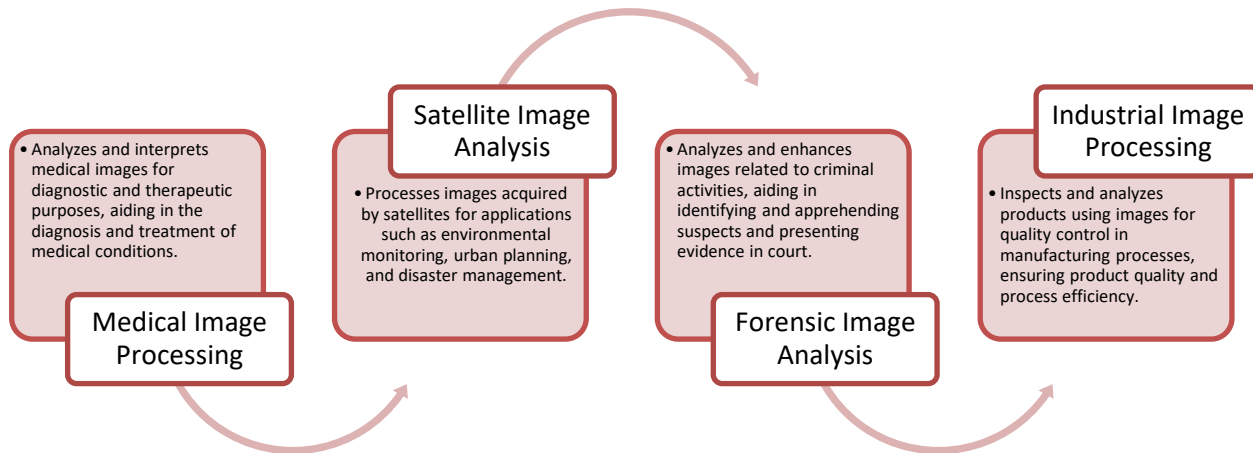 • Analyzes and interprets
medical images for
diagnostic and therapeutic
purposes, aiding in the
diagnosis and treatment of
medical conditions.
Medical Image
Processing
Satellite Image
Analysis
• Processes images acquired
by satellites for applications
such as environmental
monitoring, urban planning,
and disaster management.
• Analyzes and enhances
images related to criminal
activities, aiding in
identifying and apprehending
suspects and presenting
evidence in court.
Forensic Image
Analysis
Industrial Image
Processing
• Inspects and analyzes
products using images for
quality control in
manufacturing processes,
ensuring product quality and
process efficiency.